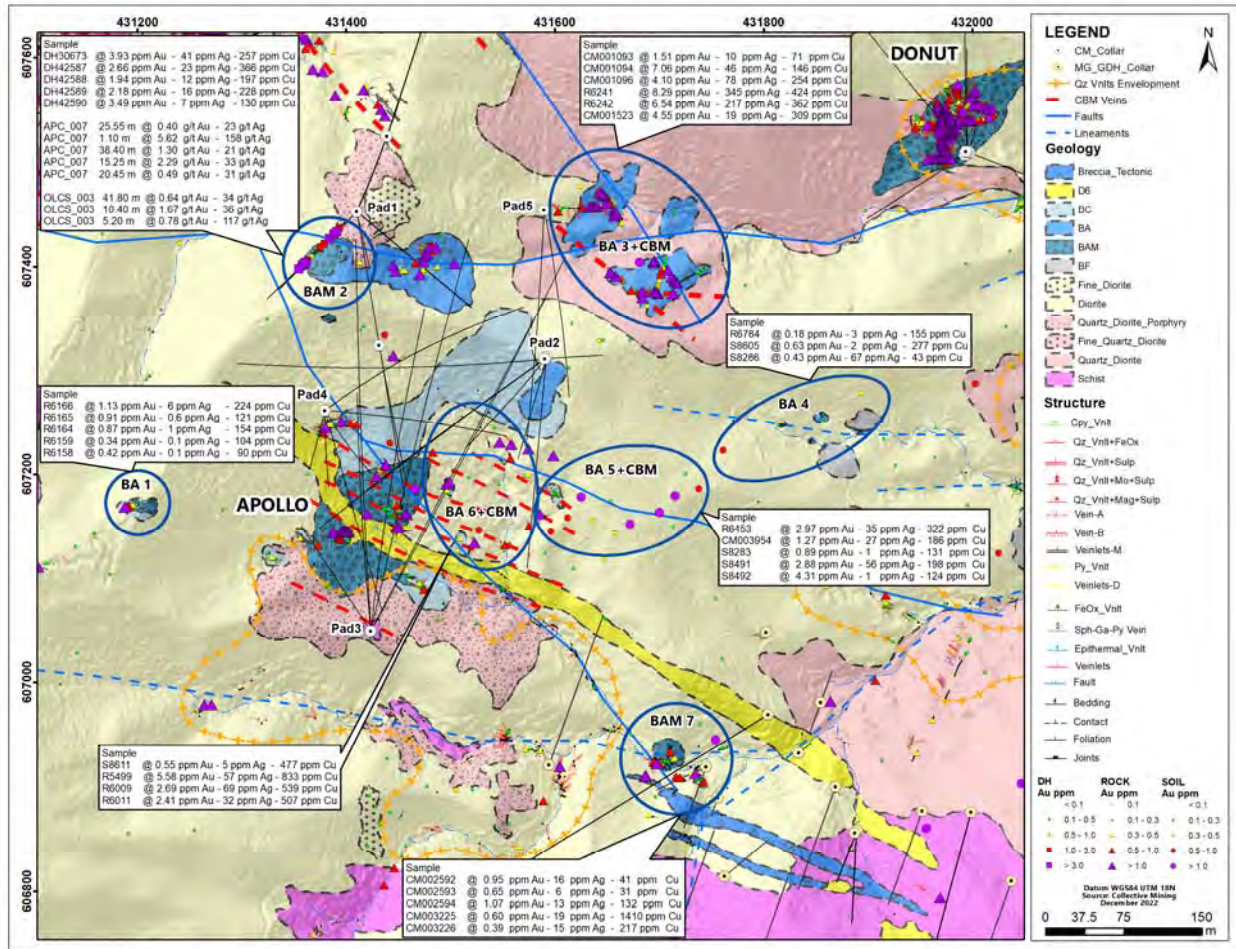 431200 431400 431600 431800 432000
607600
607400
607200
607000
606800
Sample
DH30673 @ 3.93 ppm Au - 41 ppm Ag - 257 ppm Cu
DH42587 @ 2.66 ppm Au - 23 ppm Ag - 366 ppm Cu
DH42588 @ 1.94 ppm Au - 12 ppm Ag - 197 ppm Cu
DH42589 @ 2.18 ppm Au - 16 ppm Ag - 228 ppm Cu
DH42590 @ 3.49 ppm Au - 7 ppm Ag - 130 ppm Cu
APC_007 25.55 m @ 0.40 g/t Au - 23 g/t Ag
APC_007 1.10 m @ 5.62 g/t Au - 158 g/t Ag
APC_007 38.40 m @ 1.30 g/t Au - 21 g/t Ag
APC_007 15.25 m @ 2.29 g/t Au - 33 g/t Ag
APC_007 20.45 m @ 0.49 g/t Au - 31 g/t Ag
OLCS_003 41.80 m @ 0.64 g/t Au - 34 g/t Ag
OLCS_003 10.40 m @ 1.67 g/t Au - 36 g/t Ag
OLCS_003 5.20 m @ 0.78 g/t Au - 117 g/t Ag
Sample
CM001093 @ 1.51 ppm Au - 10 ppm Ag - 71 ppm Cu
CM001094 @ 7.06 ppm Au - 46 ppm Ag - 146 ppm Cu
CM001096 @ 4.10 ppm Au - 78 ppm Ag - 254 ppm Cu
R6241 @ 8.29 ppm Au - 345 ppm Ag - 424 ppm Cu
R6242 @ 6.54 ppm Au - 217 ppm Ag - 362 ppm Cu
CM001523 @ 4.55 ppm Au - 19 ppm Ag - 309 ppm Cu
DONUT
Pad1
Pad5
BAM 2
BA 3+CBM
Sample
R6784 @ 0.18 ppm Au - 3 ppm Ag - 155 ppm Cu
S8605 @ 0.63 ppm Au - 2 ppm Ag - 277 ppm Cu
S8286 @ 0.43 ppm Au - 67 ppm Ag - 43 ppm Cu
Pad2
Pad4
BA 4
Sample
R6166 @ 1.13 ppm Au - 6 ppm Ag - 224 ppm Cu
R6165 @ 0.91 ppm Au - 0.6 ppm Ag - 121 ppm Cu
R6164 @ 0.87 ppm Au - 1 ppm Ag - 154 ppm Cu
R6159 @ 0.34 ppm Au - 0.1 ppm Ag - 104 ppm Cu
R6158 @ 0.42 ppm Au - 0.1 ppm Ag - 90 ppm Cu
BA 1
APOLLO
BA 5+CBM
BA 6+CBM
Sample
R6453 @ 2.97 ppm Au - 35 ppm Ag - 322 ppm Cu
CM003954 @ 1.27 ppm Au - 27 ppm Ag - 186 ppm Cu
S8283 @ 0.89 ppm Au - 1 ppm Ag - 131 ppm Cu
S8491 @ 2.88 ppm Au - 56 ppm Ag - 198 ppm Cu
S8492 @ 4.31 ppm Au - 1 ppm Ag - 124 ppm Cu
Pad3
BAM 7
Sample
S8611 @ 0.55 ppm Au - 5 ppm Ag - 477 ppm Cu
R5499 @ 5.58 ppm Au - 57 ppm Ag - 833 ppm Cu
R6009 @ 2.69 ppm Au - 69 ppm Ag - 539 ppm Cu
R6011 @ 2.41 ppm Au - 32 ppm Ag - 507 ppm Cu
Sample
CM002592 @ 0.95 ppm Au - 16 ppm Ag - 41 ppm Cu
CM002593 @ 0.65 ppm Au - 6 ppm Ag - 31 ppm Cu
CM002594 @ 1.07 ppm Au - 13 ppm Ag - 132 ppm Cu
CM003225 @ 0.60 ppm Au - 19 ppm Ag - 1410 ppm Cu
CM003226 @ 0.39 ppm Au - 15 ppm Ag - 217 ppm Cu
LEGEND
N
CM_Collar
MG_GDH_Collar
Qz Vnlts Envelopment
CBM Veins
Faults
Lineaments
Geology
Breccia_Tectonic
D6
BC
BA
BAM
BF
Fine_Diorite
Diorite
Quartz_Diorite_Porphyry
Fine_Quartz_Diorite
Quartz_Diorite
Schist
Structure
Cpy_Vnlt
Qz_Vnlt+FeOx
Qz_Vnlt+Sulp
Qz_Vnlt+Mo+Sulp
Qz_Vnlt+Mag+Sulp
Vein-A
Vein-B
Veinlets-M
Py_Vnlt
Veinlets-D
FeOx_Vnlt
Sph-Ga-Py Vein
Epithermal_Vnlt
Veinlets
Fault
Bedding
Contact
Foliation
Joints
DH ROCK SOIL
Au ppm Au ppm Au ppm
< 0.1 < 0.1 < 0.1
0.1 - 0.5 0.1 - 0.3 0.1 - 0.3
0.5 - 1.0 0.3 - 0.5 0.3 - 0.5
1.0 - 3.0 0.5 - 1.0 0.5 - 1.0
> 3.0 > 1.0 > 1.0
Datum WGS84 UTM 18N
Source: Collective Mining
December 2022
0 37.5 75 150
m